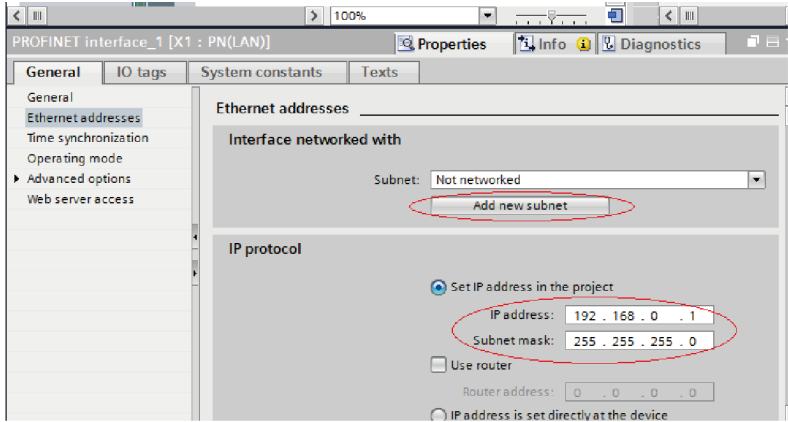 100%
PROFINET interface_1 [X1 : PN(LAN)]
Properties
Info
Diagnostics
General
IO tags
System constants
Texts
General
Ethernet addresses
Time synchronization
Operating mode
Advanced options
Web server access
Ethernet addresses
Interface networked with
Subnet: Not networked
Add new subnet
IP protocol
Set IP address in the project
IP address: 192 . 168 . 0 . 1
Subnet mask: 255 . 255 . 255 . 0
Use router
Router address: 0 . 0 . 0 . 0
IP address is set directly at the device